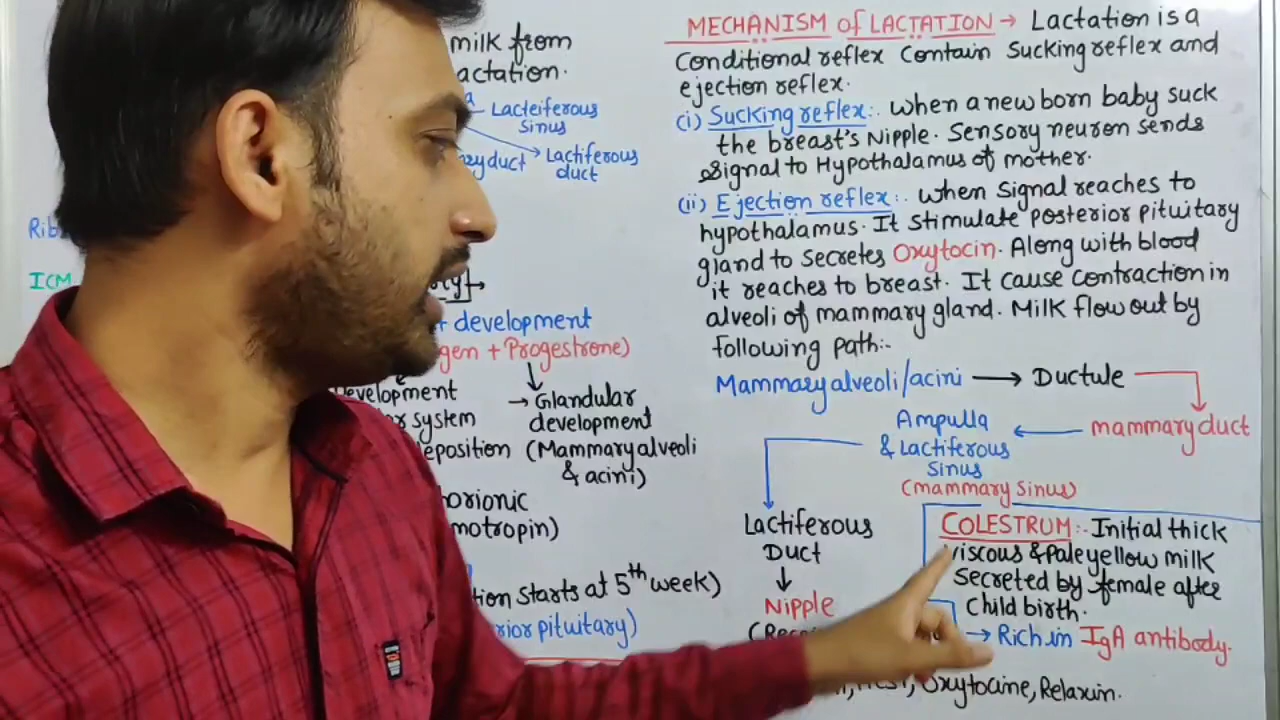 milk from
actation.
Lacteiferous
Sinus
duct
Lactiferous
duct
Rib
ICM
development
gen + Progestrone)
evelopment
system
eposition
→ Glandular
development
(Mammary alveoli
& acini)
orionic
motropin)
tion starts at 5th week)
rior pituitary)
MECHANISM of LACTATION → Lactation is a
Conditional reflex Contain Sucking reflex and
ejection reflex.
(i) Sucking reflex:- when a new born baby suck
the breast's Nipple. Sensory neuron sends
Signal to Hypothalamus of mother.
(ii) Ejection reflex:- when Signal reaches to
hypothalamus. It stimulate posterior pituitary
gland to secretes Oxytocin. Along with blood
it reaches to breast. It cause contraction in
alveoli of mammary gland. Milk flow out by
following path:-
Mammary alveoli/acini → Ductule
mammary duct
Ampulla
& Lactiferous
Sinus
(mammary Sinus)
Lactiferous
Duct
Nipple
COLESTRUM:- Initial thick
viscous & pale yellow milk
Secreted by female after
Child birth.
→ Rich in IgA antibody.
Oxytocine, Relaxin.